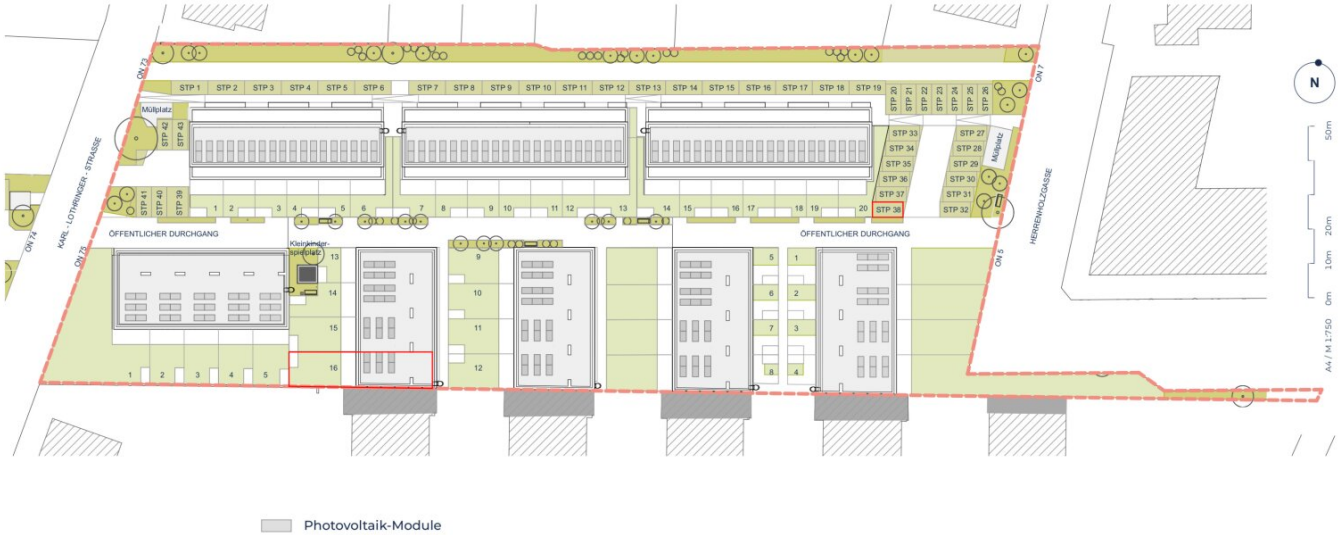 ON 73
ON 7
STP 1 STP 2 STP 3 STP 4 STP 5 STP 6 STP 7 STP 8 STP 9 STP 10 STP 11 STP 12 STP 13 STP 14 STP 15 STP 16 STP 17 STP 18 STP 19
STP 20
STP 21
STP 22
STP 23
STP 24
STP 25
STP 26
N
Müllplatz
STP 42
STP 43
STP 33 STP 27
STP 34 STP 28
STP 35 STP 29
STP 36 STP 30
STP 37 STP 31
STP 38 STP 32
Müllplatz
STP 41
STP 40
STP 39
1 2 3 4 5 6 7 8 9 10 11 12 13 14 15 16 17 18 19 20
KARL - LOTHRINGER - STRASSE
HERRENHOLZGASSE
ON 74
ON 75
ON 5
ÖFFENTLICHER DURCHGANG
ÖFFENTLICHER DURCHGANG
Kleinkinder-
spielplatz
13 9 5 1
14 10 6 2
15 11 7 3
16 12 8 4
1 2 3 4 5
50m
20m
10m
0m
A4 / M 1:750
Photovoltaik-Module